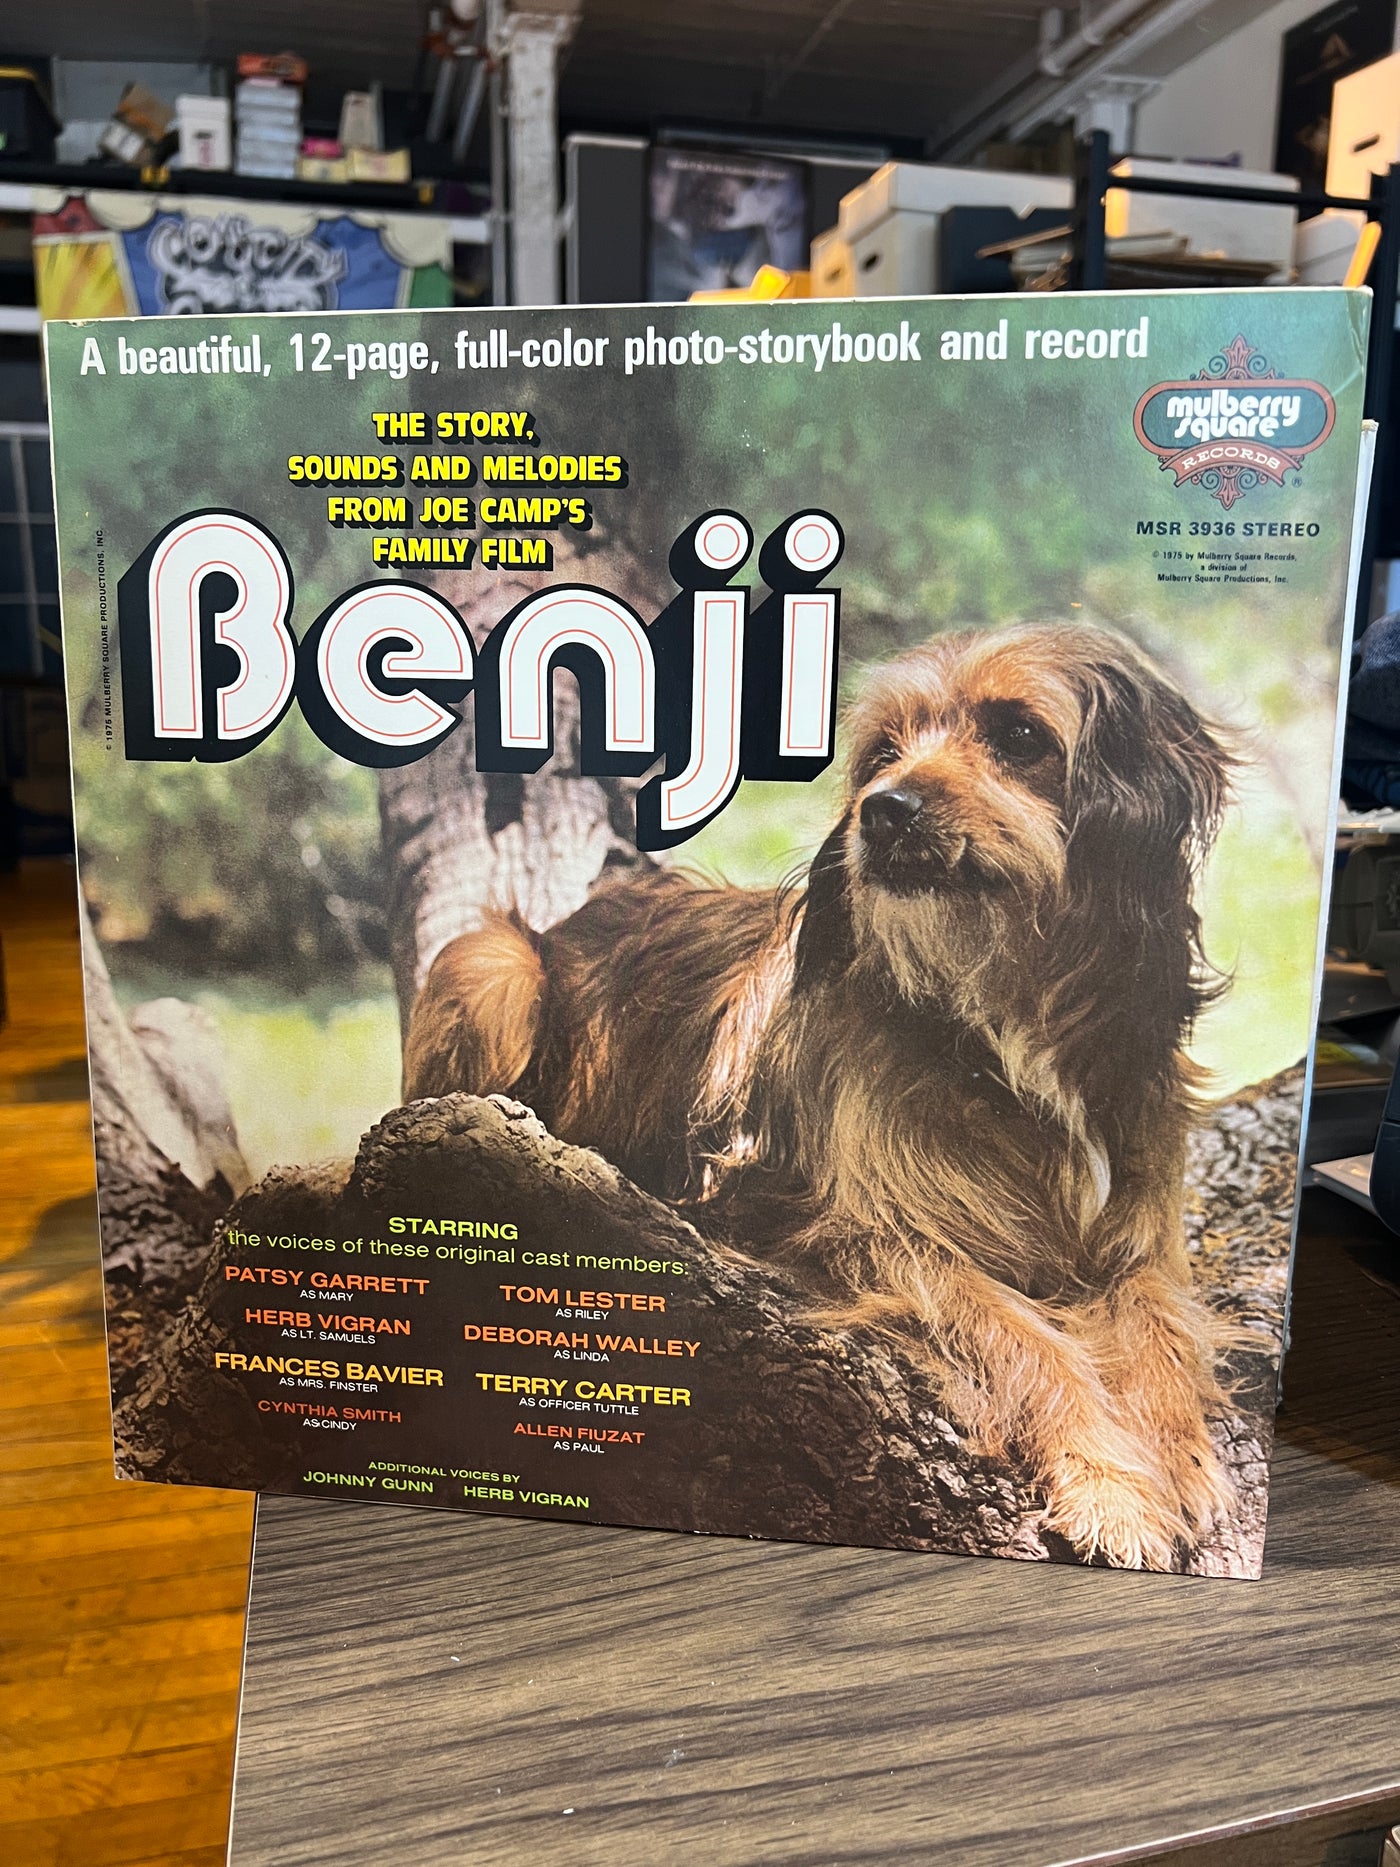 A beautiful, 12-page, full-color photo-storybook and record
THE STORY,
SOUNDS AND MELODIES
FROM JOE CAMP'S
FAMILY FILM
Benji
mulberry
square
RECORDS
®
MSR 3936 STEREO
© 1975 by Mulberry Square Records,
a division of
Mulberry Square Productions, Inc.
© 1975 MULBERRY SQUARE PRODUCTIONS, INC.
STARRING
the voices of these original cast members:
PATSY GARRETT
AS MARY
TOM LESTER
AS RILEY
HERB VIGRAN
AS LT. SAMUELS
DEBORAH WALLEY
AS LINDA
FRANCES BAVIER
AS MRS. FINSTER
TERRY CARTER
AS OFFICER TUTTLE
CYNTHIA SMITH
AS CINDY
ALLEN FIUZAT
AS PAUL
ADDITIONAL VOICES BY
JOHNNY GUNN HERB VIGRAN